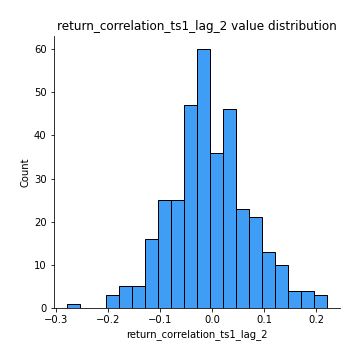 return_correlation_ts1_lag_2 value distribution
60
50
40
30
20
10
0
Count
−0.3 −0.2 −0.1 0.0 0.1 0.2
return_correlation_ts1_lag_2